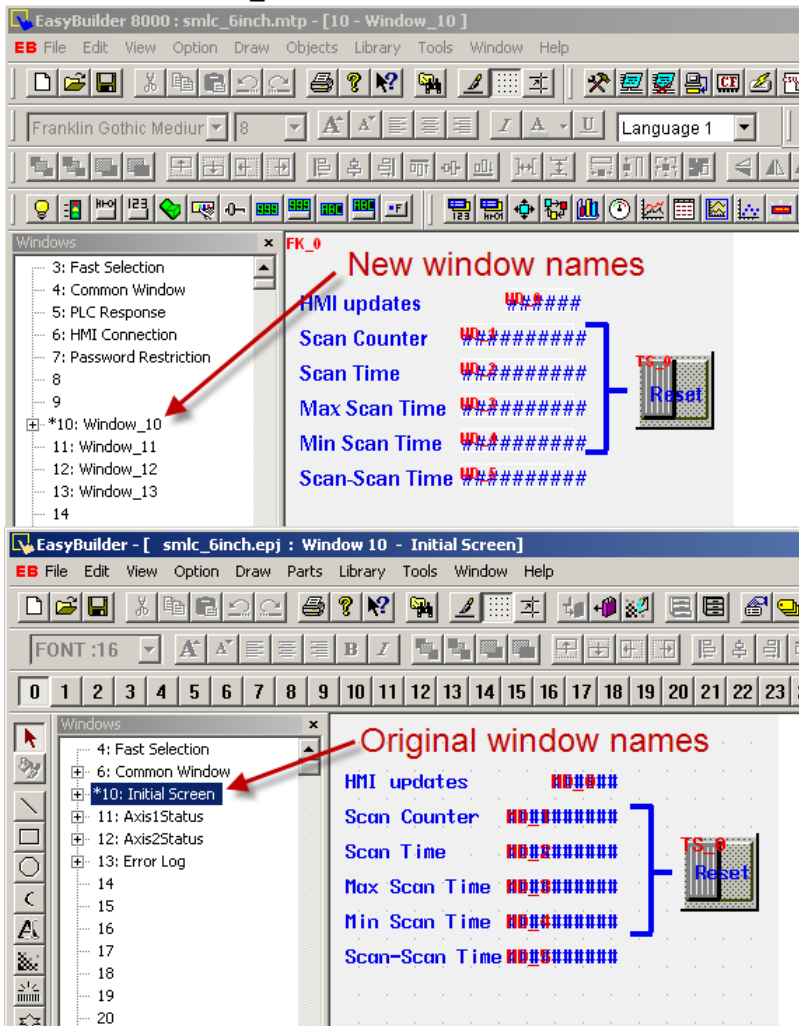 EasyBuilder 8000 : smlc_6inch.mtp - [10 - Window_10 ]
EB File Edit View Option Draw Objects Library Tools Window Help
Franklin Gothic Mediur 8 Language 1
Windows
3: Fast Selection
4: Common Window
5: PLC Response
6: HMI Connection
7: Password Restriction
8
9
*10: Window_10
11: Window_11
12: Window_12
13: Window_13
14
FK_0
New window names
HMI updates
Scan Counter
Scan Time
Max Scan Time
Min Scan Time
Scan-Scan Time
TS_0
Reset
EasyBuilder - [ smlc_6inch.epj : Window 10 - Initial Screen]
EB File Edit View Option Draw Parts Library Tools Window Help
FONT :16
0 1 2 3 4 5 6 7 8 9 10 11 12 13 14 15 16 17 18 19 20 21 22 23
Windows
4: Fast Selection
6: Common Window
*10: Initial Screen
11: Axis1Status
12: Axis2Status
13: Error Log
14
15
16
17
18
19
20
Original window names
HMI updates
Scan Counter
Scan Time
Max Scan Time
Min Scan Time
Scan-Scan Time
TS_0
Reset